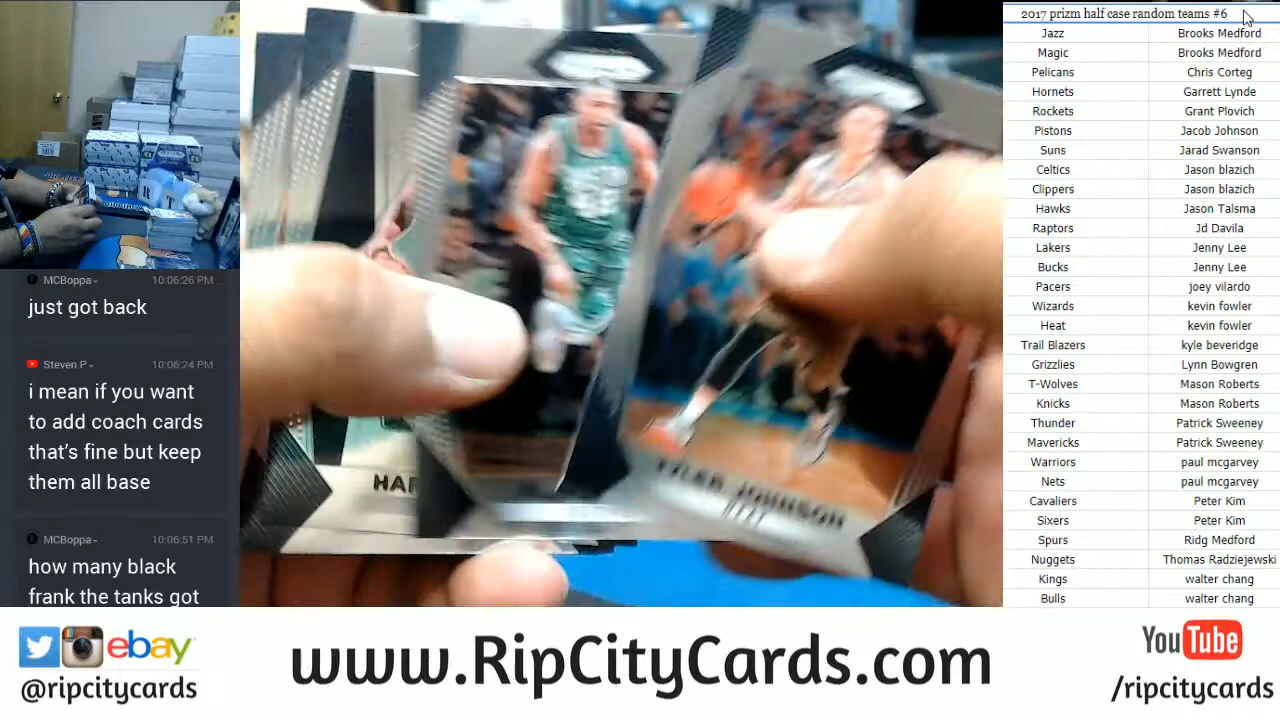 2017 prizm half case random teams #6
Jazz Brooks Medford
Magic Brooks Medford
Pelicans Chris Corteg
Hornets Garrett Lynde
Rockets Grant Plovich
Pistons Jacob Johnson
Suns Jarad Swanson
Celtics Jason blazich
Clippers Jason blazich
Hawks Jason Talsma
Raptors Jd Davila
Lakers Jenny Lee
Bucks Jenny Lee
Pacers joey vilardo
Wizards kevin fowler
Heat kevin fowler
Trail Blazers kyle beveridge
Grizzlies Lynn Bowgren
T-Wolves Mason Roberts
Knicks Mason Roberts
Thunder Patrick Sweeney
Mavericks Patrick Sweeney
Warriors paul mcgarvey
Nets paul mcgarvey
Cavaliers Peter Kim
Sixers Peter Kim
Spurs Ridg Medford
Nuggets Thomas Radziejewski
Kings walter chang
Bulls walter chang
MCBoppa 10:06:26 PM
just got back
Steven P 10:06:24 PM
i mean if you want
to add coach cards
that's fine but keep
them all base
MCBoppa 10:06:51 PM
how many black
frank the tanks got
HAR
TYLER JOHNSON
ebay
@ripcitycards
www.RipCityCards.com
YouTube
/ripcitycards